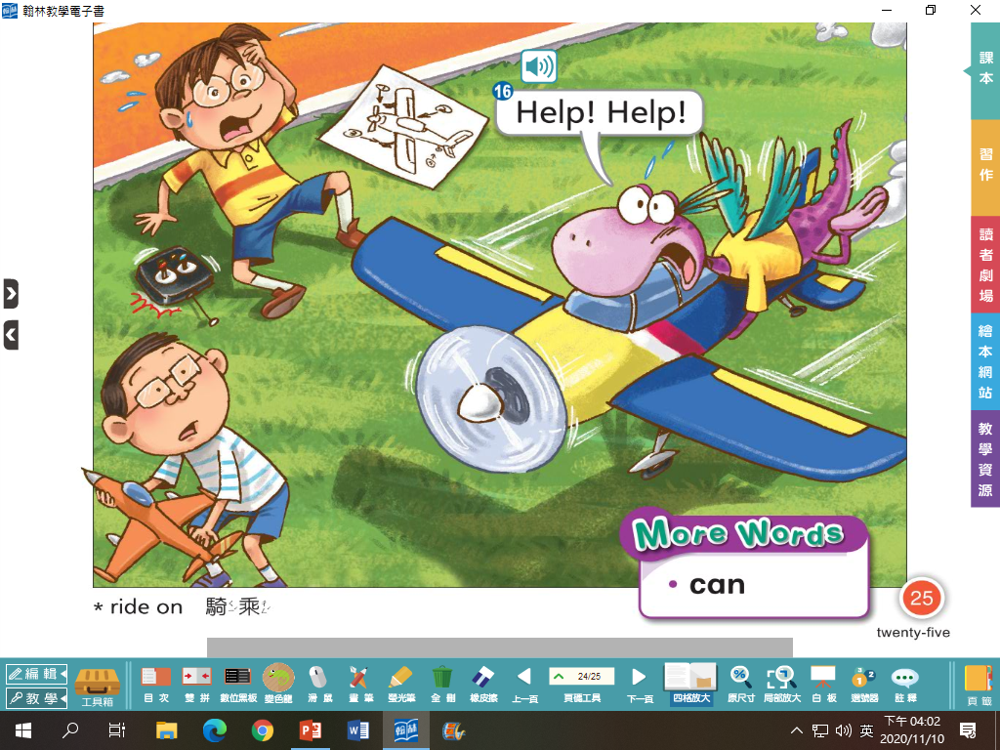 翰林教學電子書
課本
習作
讀者劇場
繪本網站
教學資源
16
Help! Help!
More Words
• can
* ride on 騎乘
25
twenty-five
編輯
教學
工具箱
目次
雙拼
數位黑板
變色龍
滑鼠
畫筆
螢光筆
全刪
橡皮擦
上一頁
24/25
頁碼工具
下一頁
四格放大
原尺寸
局部放大
白板
選號器
註釋
頁籤
英
下午 04:02
2020/11/10